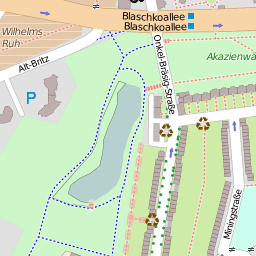 Blaschkoallee
Blaschkoallee
Wilhelms
Ruh
Alt-Britz
Onkel-Bräsig-Straße
Akazienwä
P
Miningstraße